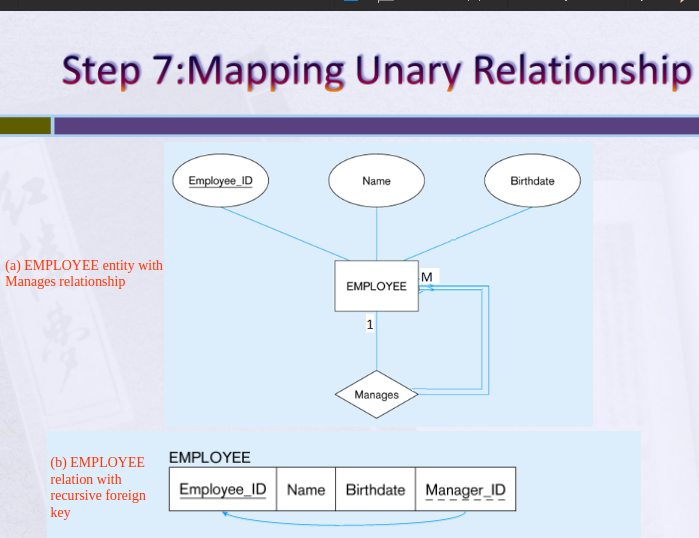 Step 7:Mapping Unary Relationship
Employee_ID
Name
Birthdate
(a) EMPLOYEE entity with
Manages relationship
EMPLOYEE
M
1
Manages
(b) EMPLOYEE
relation with
recursive foreign
key
EMPLOYEE
Employee_ID Name Birthdate Manager_ID